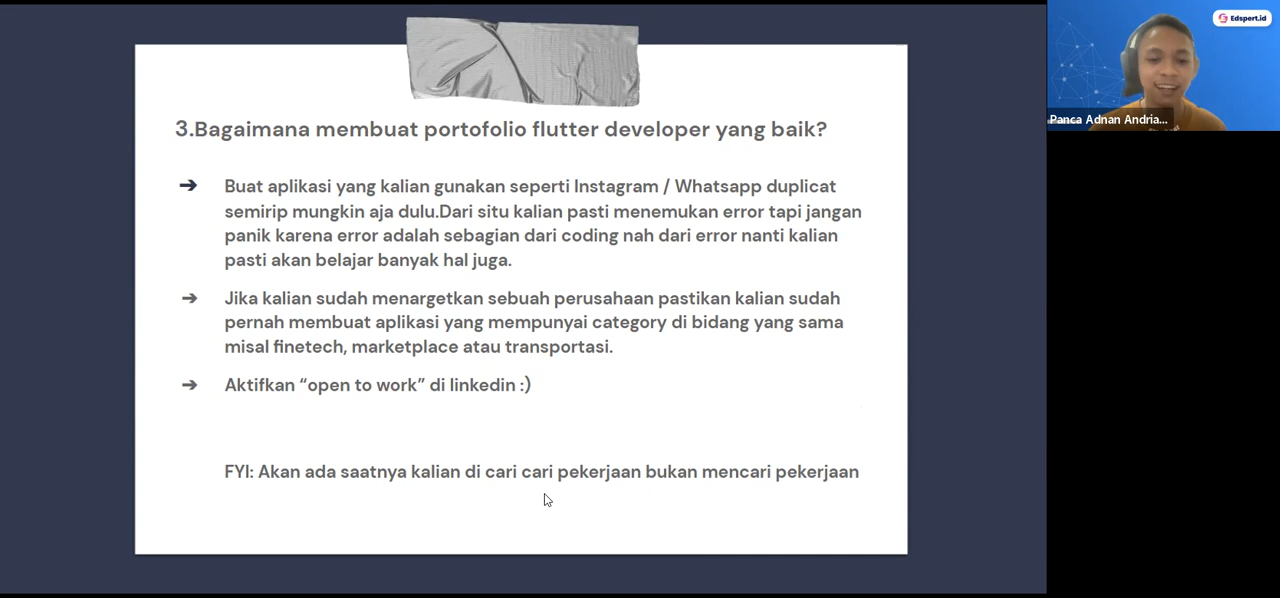 3.Bagaimana membuat portofolio flutter developer yang baik?
➔ Buat aplikasi yang kalian gunakan seperti Instagram / Whatsapp duplicat
semirip mungkin aja dulu.Dari situ kalian pasti menemukan error tapi jangan
panik karena error adalah sebagian dari coding nah dari error nanti kalian
pasti akan belajar banyak hal juga.
➔ Jika kalian sudah menargetkan sebuah perusahaan pastikan kalian sudah
pernah membuat aplikasi yang mempunyai category di bidang yang sama
misal finetech, marketplace atau transportasi.
➔ Aktifkan “open to work” di linkedin :)
FYI: Akan ada saatnya kalian di cari cari pekerjaan bukan mencari pekerjaan
Edspert.id
Panca Adnan Andria...